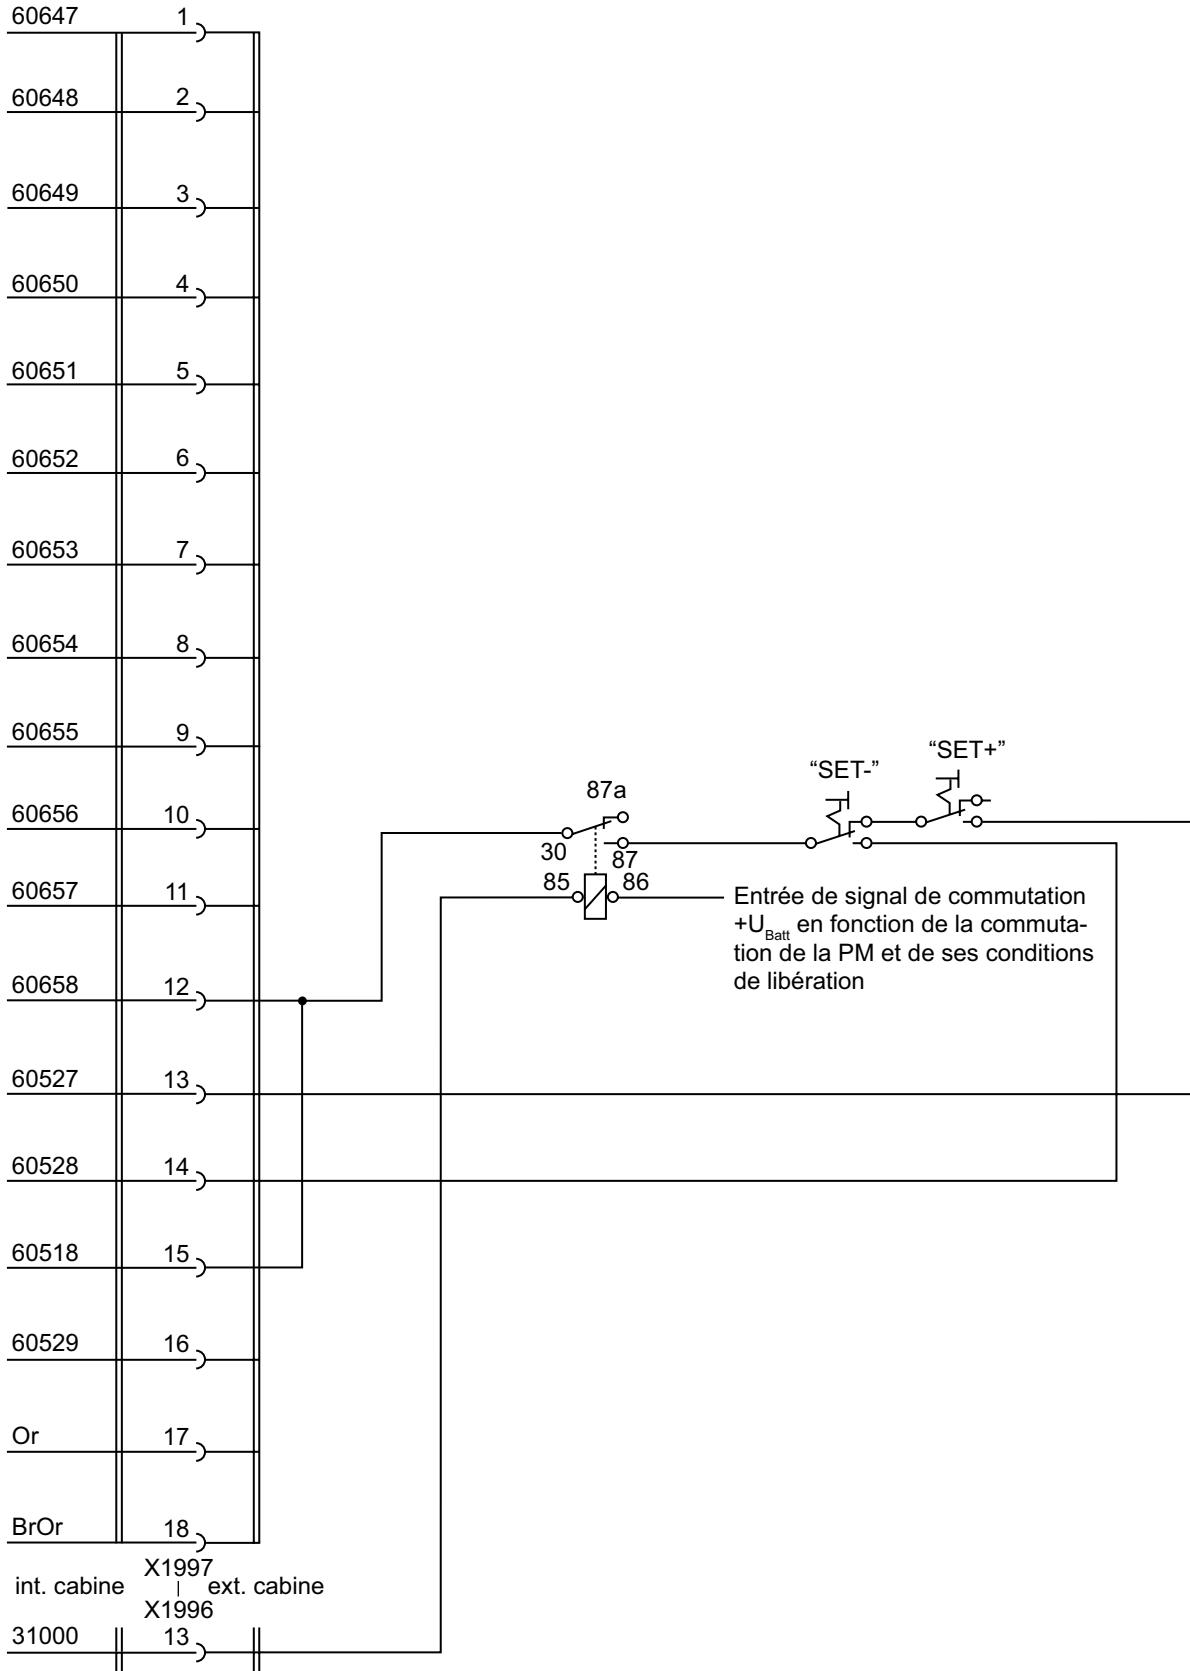 60647 1
60648 2
60649 3
60650 4
60651 5
60652 6
60653 7
60654 8
60655 9
60656 10
60657 11
60658 12
60527 13
60528 14
60518 15
60529 16
Or 17
BrOr 18
X1997
int. cabine ext. cabine
X1996
31000 13
87a
30
87
85 86
“SET-”
“SET+”
Entrée de signal de commutation
+UBatt en fonction de la commuta-
tion de la PM et de ses conditions
de libération